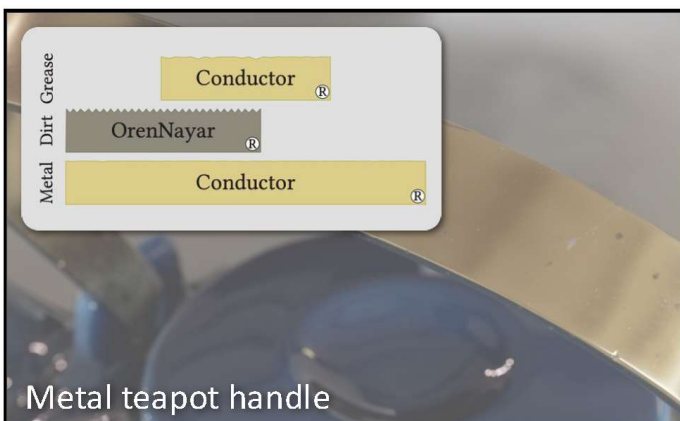 Grease
Conductor
®
Dirt
OrenNayar
®
Metal
Conductor
®
Metal teapot handle